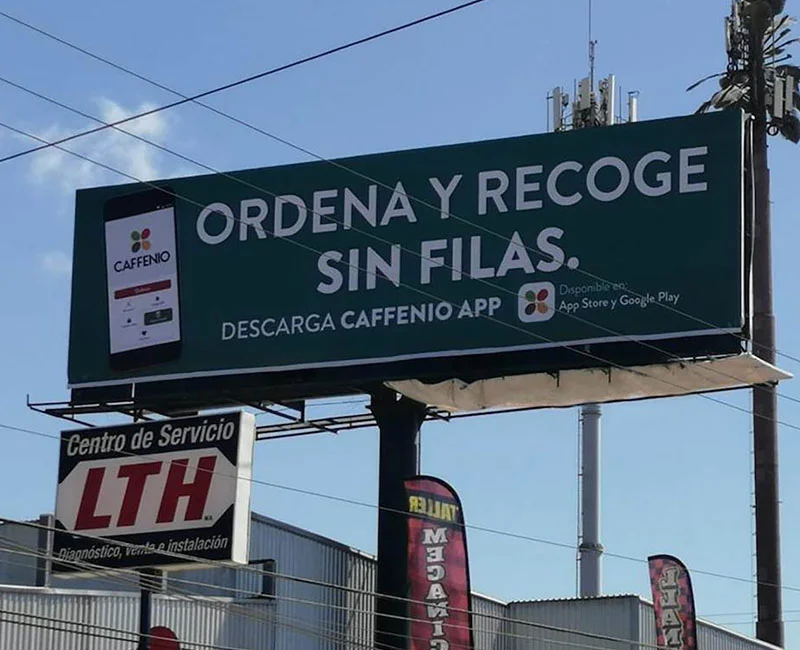 ORDENA Y RECOGE
SIN FILAS.
DESCARGA CAFFENIO APP
Disponible en:
App Store y Google Play
CAFFENIO
Centro de Servicio
LTH
Diagnóstico, venta e instalación
TALLER
MECANIC